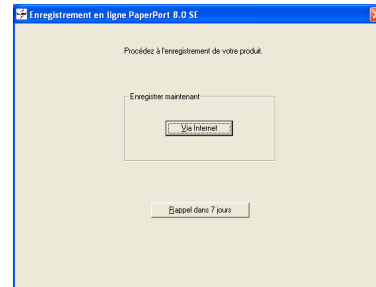 Enregistrement en ligne PaperPort 8.0 SE
Procédez à l'enregistrement de votre produit.
Enregistrer maintenant
Via Internet
Rappel dans 7 jours